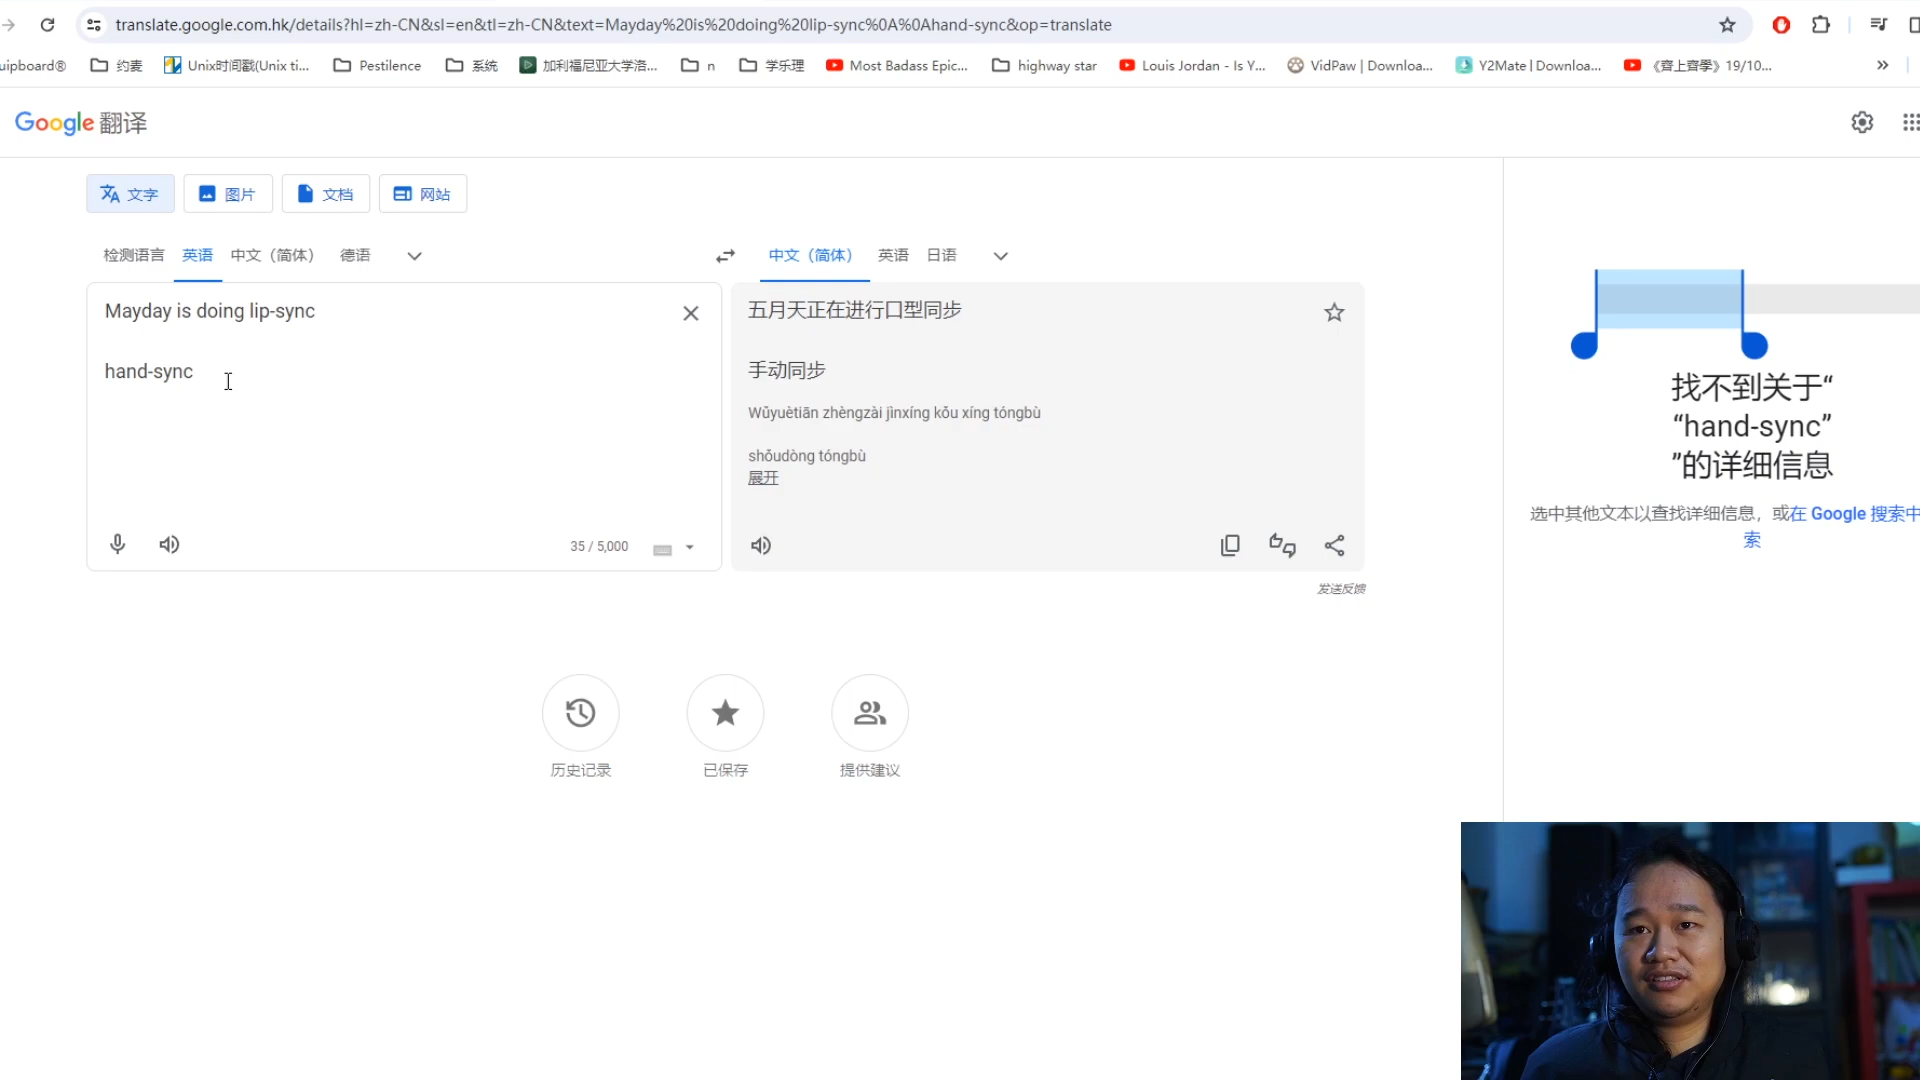 translate.google.com.hk/details?hl=zh-CN&sl=en&tl=zh-CN&text=Mayday%20is%20doing%20lip-sync%0A%0Ahand-sync&op=translate
uipboard® 约麦 Unix时间戳(Unix ti... Pestilence 系统 加利福尼亚大学洛... n 学乐理 Most Badass Epic... highway star Louis Jordan - Is Y... VidPaw | Downloa... Y2Mate | Downloa... 《齊上齊學》19/10...
Google 翻译
文字 图片 文档 网站
检测语言 英语 中文（简体） 德语 中文（简体） 英语 日语
Mayday is doing lip-sync
hand-sync
35 / 5,000
五月天正在进行口型同步
手动同步
Wǔyuètiān zhèngzài jìnxíng kǒu xíng tóngbù
shǒudòng tóngbù
展开
发送反馈
找不到关于“
“hand-sync”
”的详细信息
选中其他文本以查找详细信息，或在 Google 搜索中
索
历史记录 已保存 提供建议